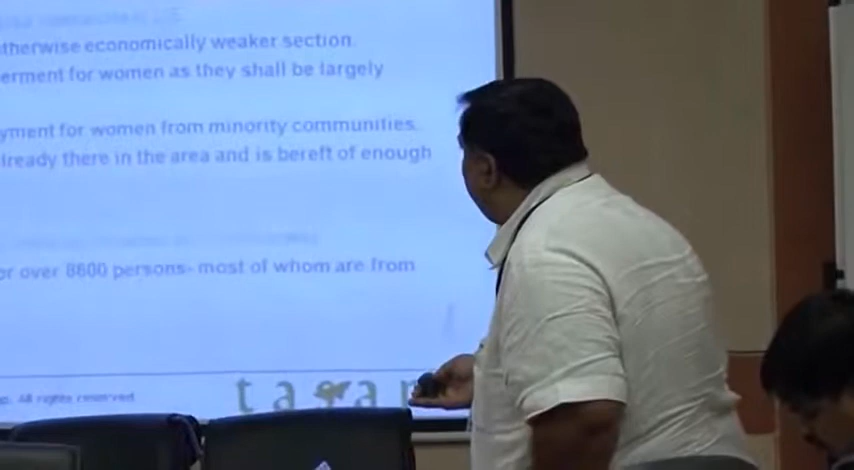 otherwise economically weaker section.
erment for women as they shall be largely
yment for women from minority communities.
lready there in the area and is bereft of enough
or over 8600 persons- most of whom are from
All rights reserved